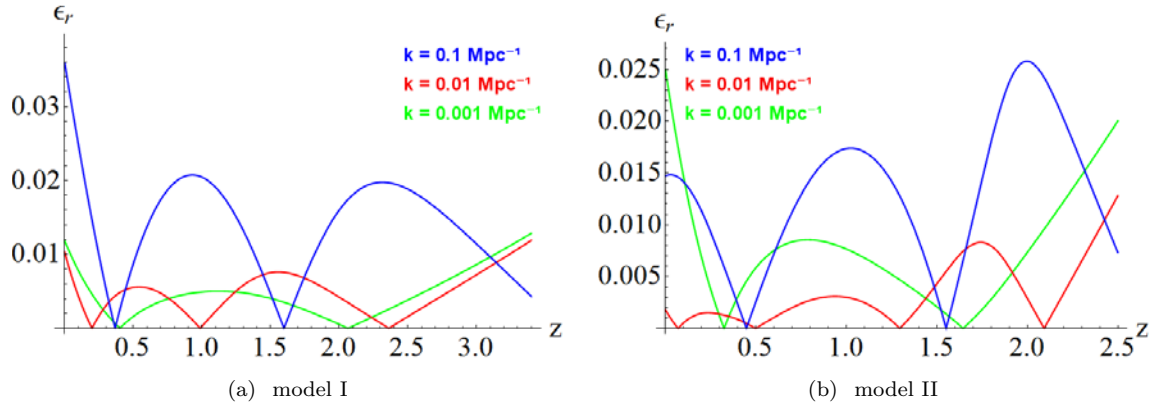 ϵr
k = 0.1 Mpc⁻¹
k = 0.01 Mpc⁻¹
k = 0.001 Mpc⁻¹
0.03
0.02
0.01
0.5 1.0 1.5 2.0 2.5 3.0 z
(a) model I
ϵr
k = 0.1 Mpc⁻¹
k = 0.01 Mpc⁻¹
k = 0.001 Mpc⁻¹
0.025
0.020
0.015
0.010
0.005
0.5 1.0 1.5 2.0 2.5 z
(b) model II